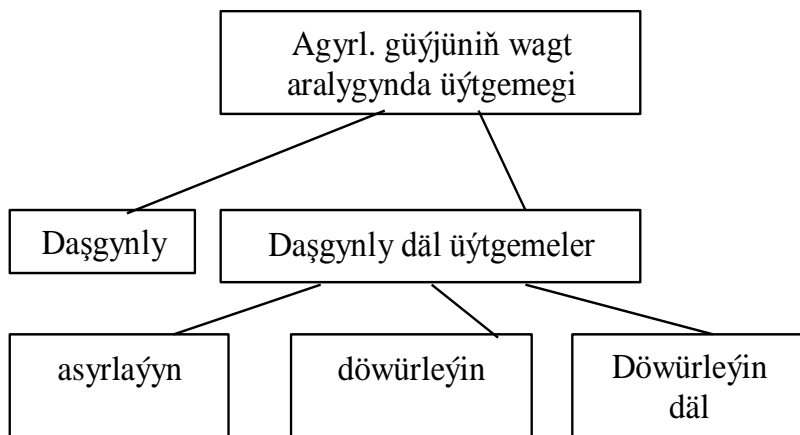 Agyrl. güýjüniň wagt
aralygynda üýtgemegi
Daşgynly
Daşgynly däl üýtgemeler
asyrlaýyn
döwürleýin
Döwürleýin
däl